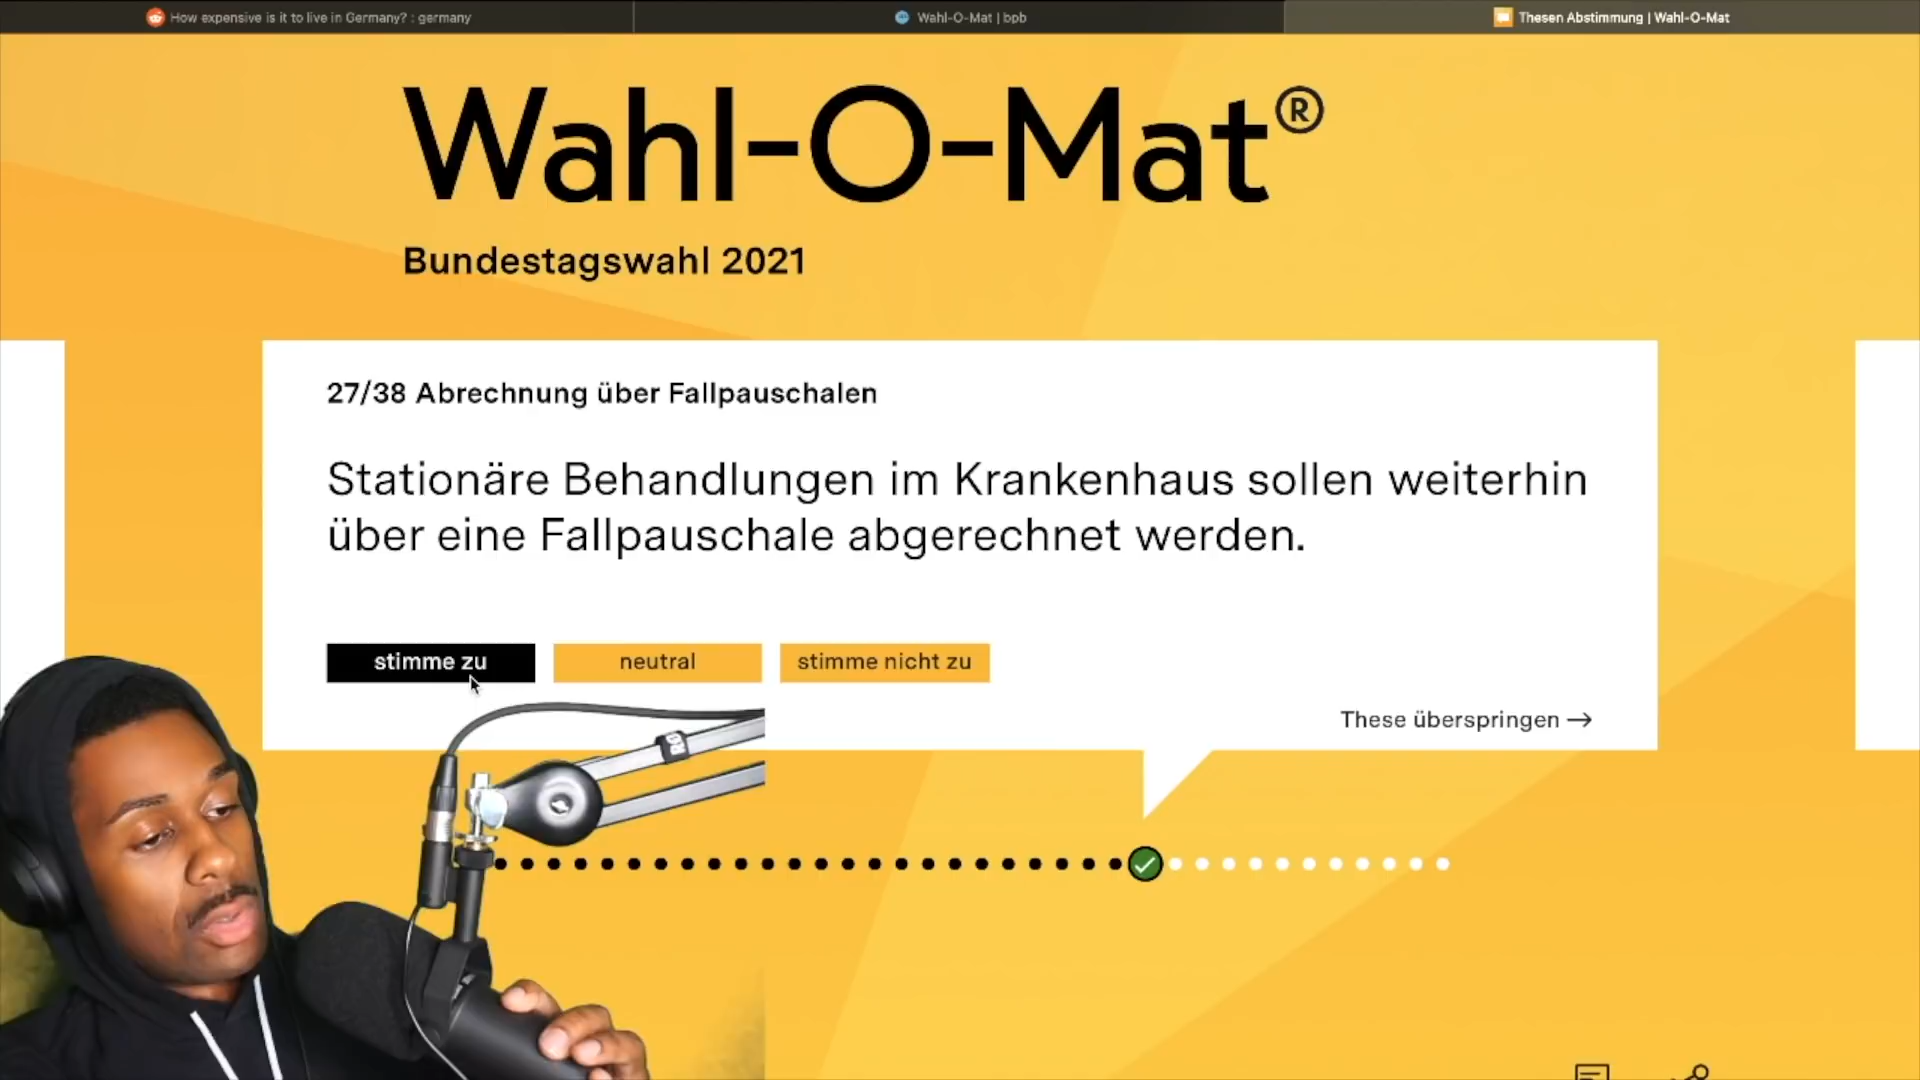 How expensive is it to live in Germany? : germany
Wahl-O-Mat | bpb
Thesen Abstimmung | Wahl-O-Mat
Wahl-O-Mat®
Bundestagswahl 2021
27/38 Abrechnung über Fallpauschalen
Stationäre Behandlungen im Krankenhaus sollen weiterhin
über eine Fallpauschale abgerechnet werden.
stimme zu
neutral
stimme nicht zu
These überspringen →